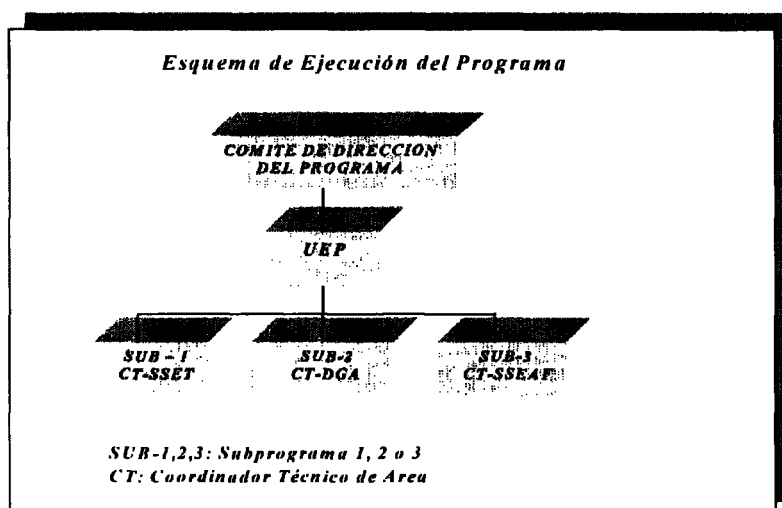 Esquema de Ejecución del Programa
COMITE DE DIRECCION
DEL PROGRAMA
UEP
SUB - 1
CT-SSET
SUB-2
CT-DGA
SUB-3
CT-SSEAF
SUB-1,2,3: Subprograma 1, 2 o 3
CT: Coordinador Técnico de Area